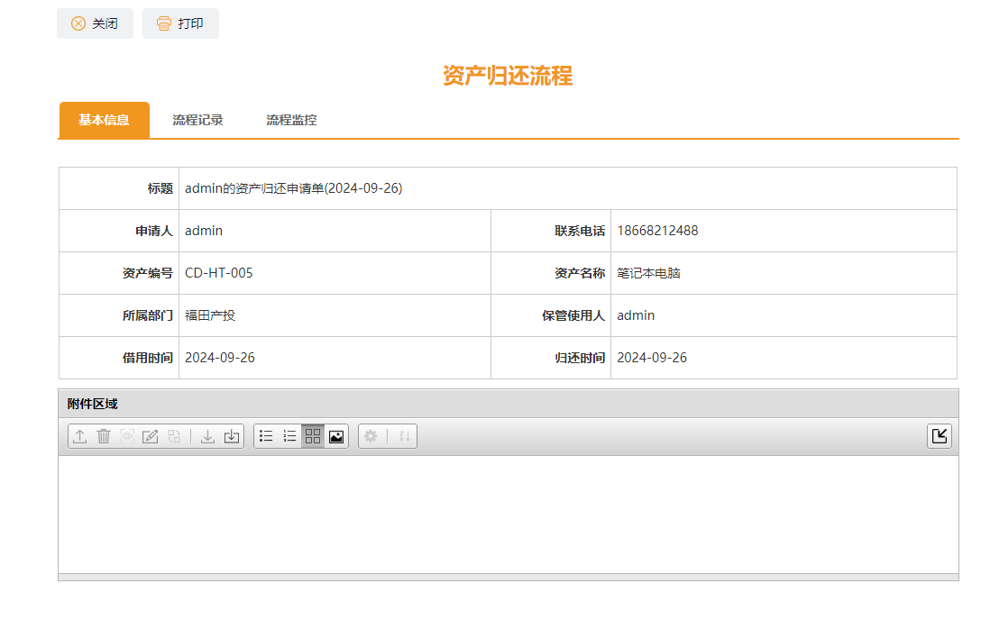 关闭 打印
资产归还流程
基本信息 流程记录 流程监控
标题 admin的资产归还申请单(2024-09-26)
申请人 admin 联系电话 18668212488
资产编号 CD-HT-005 资产名称 笔记本电脑
所属部门 福田产投 保管使用人 admin
借用时间 2024-09-26 归还时间 2024-09-26
附件区域